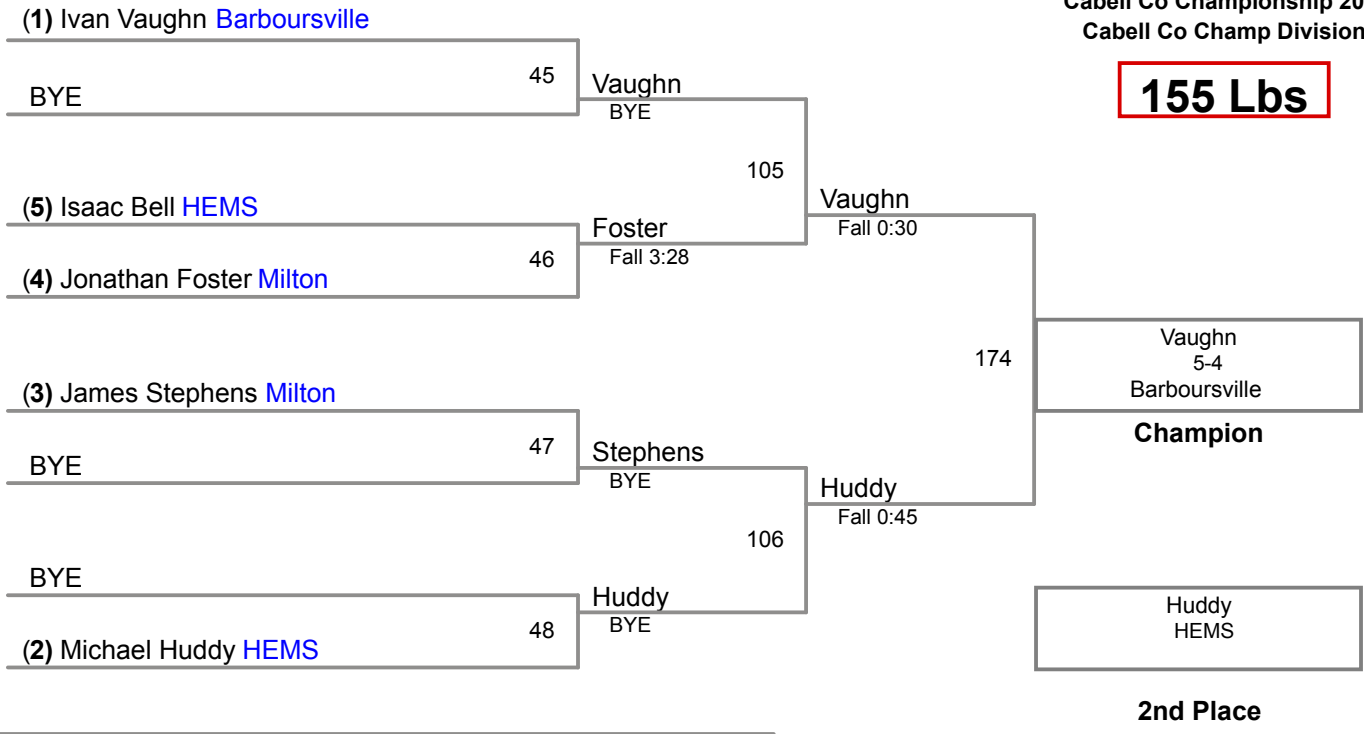 Cabell Co Championship 20
Cabell Co Champ Division
155 Lbs
(1) Ivan Vaughn Barboursville
BYE
45
Vaughn
BYE
105
(5) Isaac Bell HEMS
(4) Jonathan Foster Milton
46
Foster
Fall 3:28
Vaughn
Fall 0:30
174
Vaughn
5-4
Barboursville
Champion
(3) James Stephens Milton
BYE
47
Stephens
BYE
106
Huddy
Fall 0:45
BYE
(2) Michael Huddy HEMS
48
Huddy
BYE
Huddy
HEMS
2nd Place